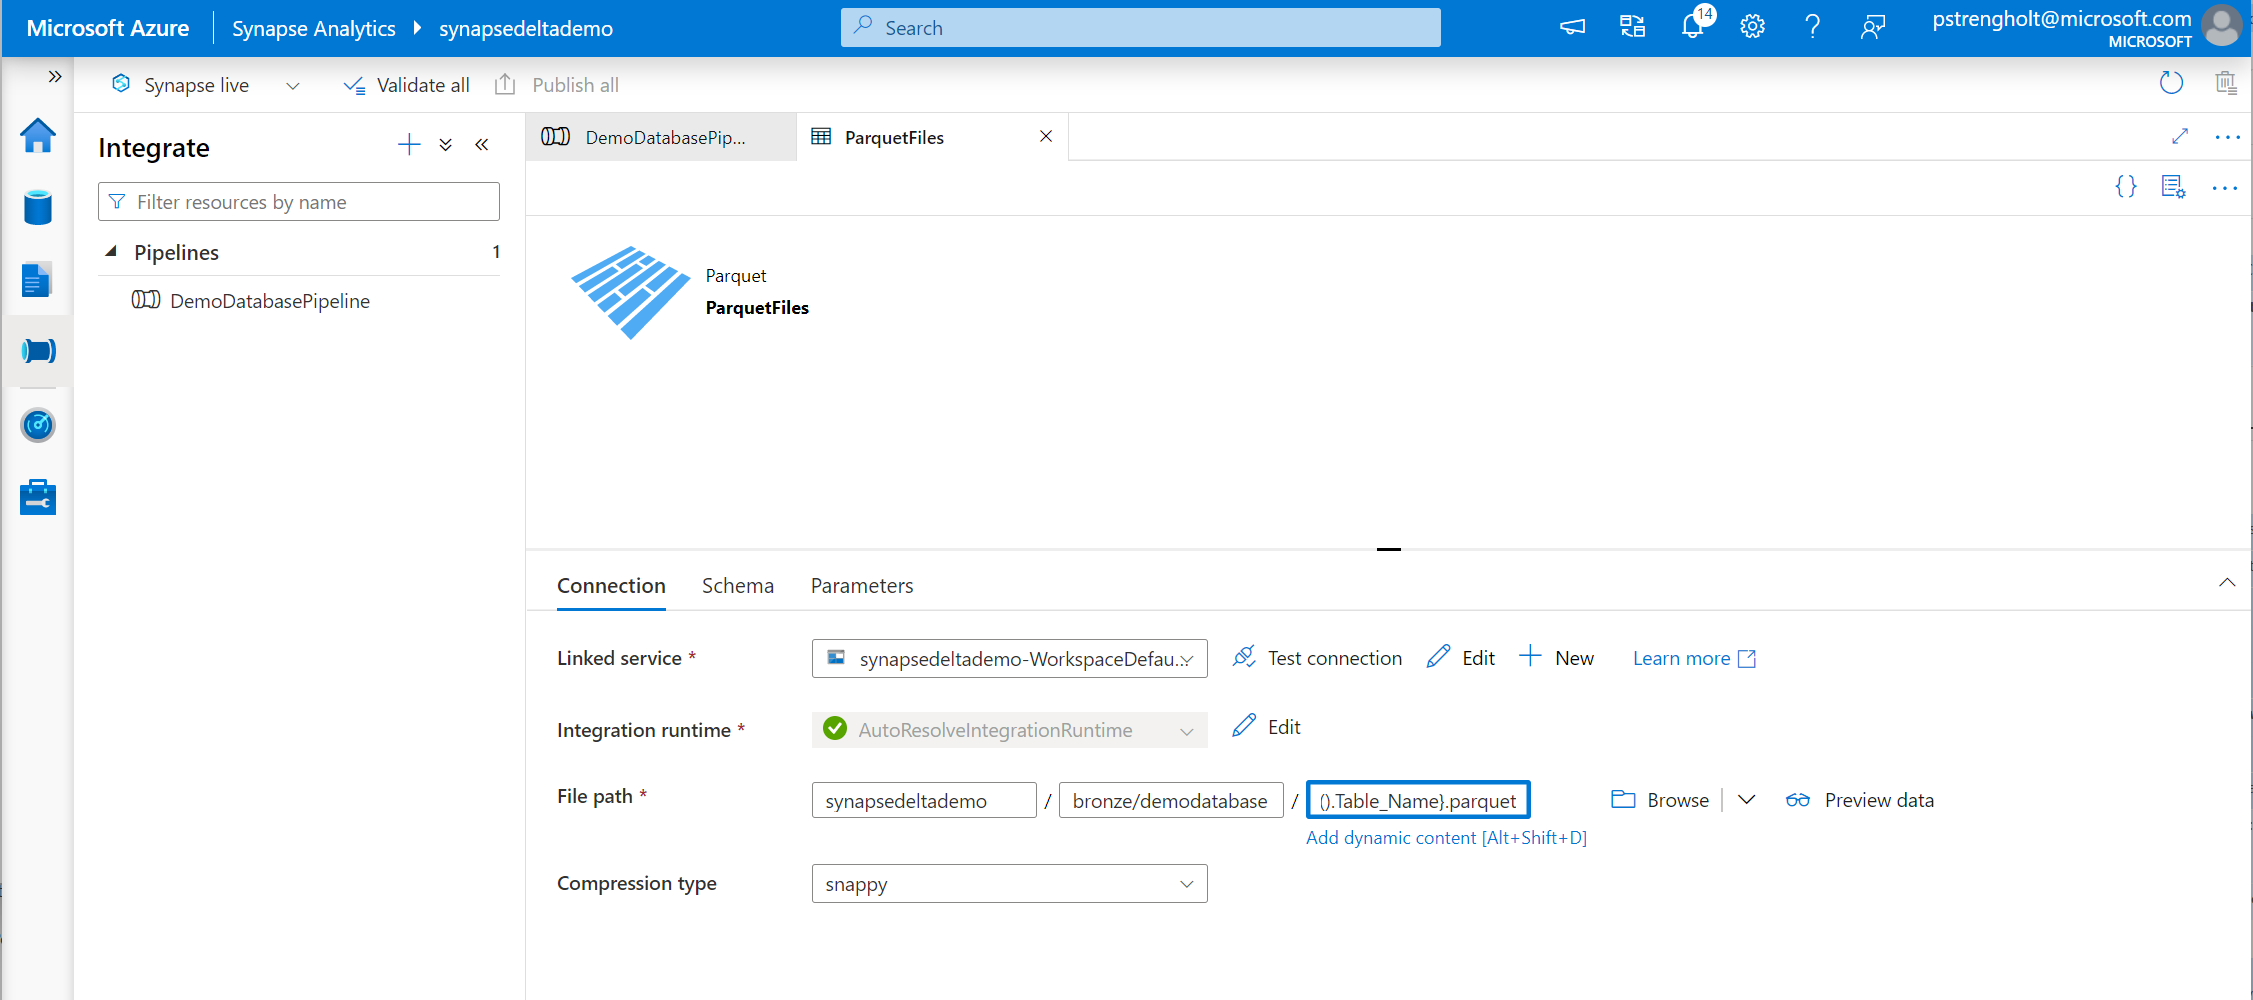 Microsoft Azure
Synapse Analytics
synapsedeltademo
Search
14
pstrengholt@microsoft.com
MICROSOFT
Synapse live
Validate all
Publish all
Integrate
Filter resources by name
Pipelines 1
DemoDatabasePipeline
DemoDatabasePip...
ParquetFiles
Parquet
ParquetFiles
Connection Schema Parameters
Linked service *
synapsedeltademo-WorkspaceDefau...
Test connection
Edit
New
Learn more
Integration runtime *
AutoResolveIntegrationRuntime
Edit
File path *
synapsedeltademo / bronze/demodatabase / ().Table_Name}.parquet
Browse
Preview data
Add dynamic content [Alt+Shift+D]
Compression type
snappy